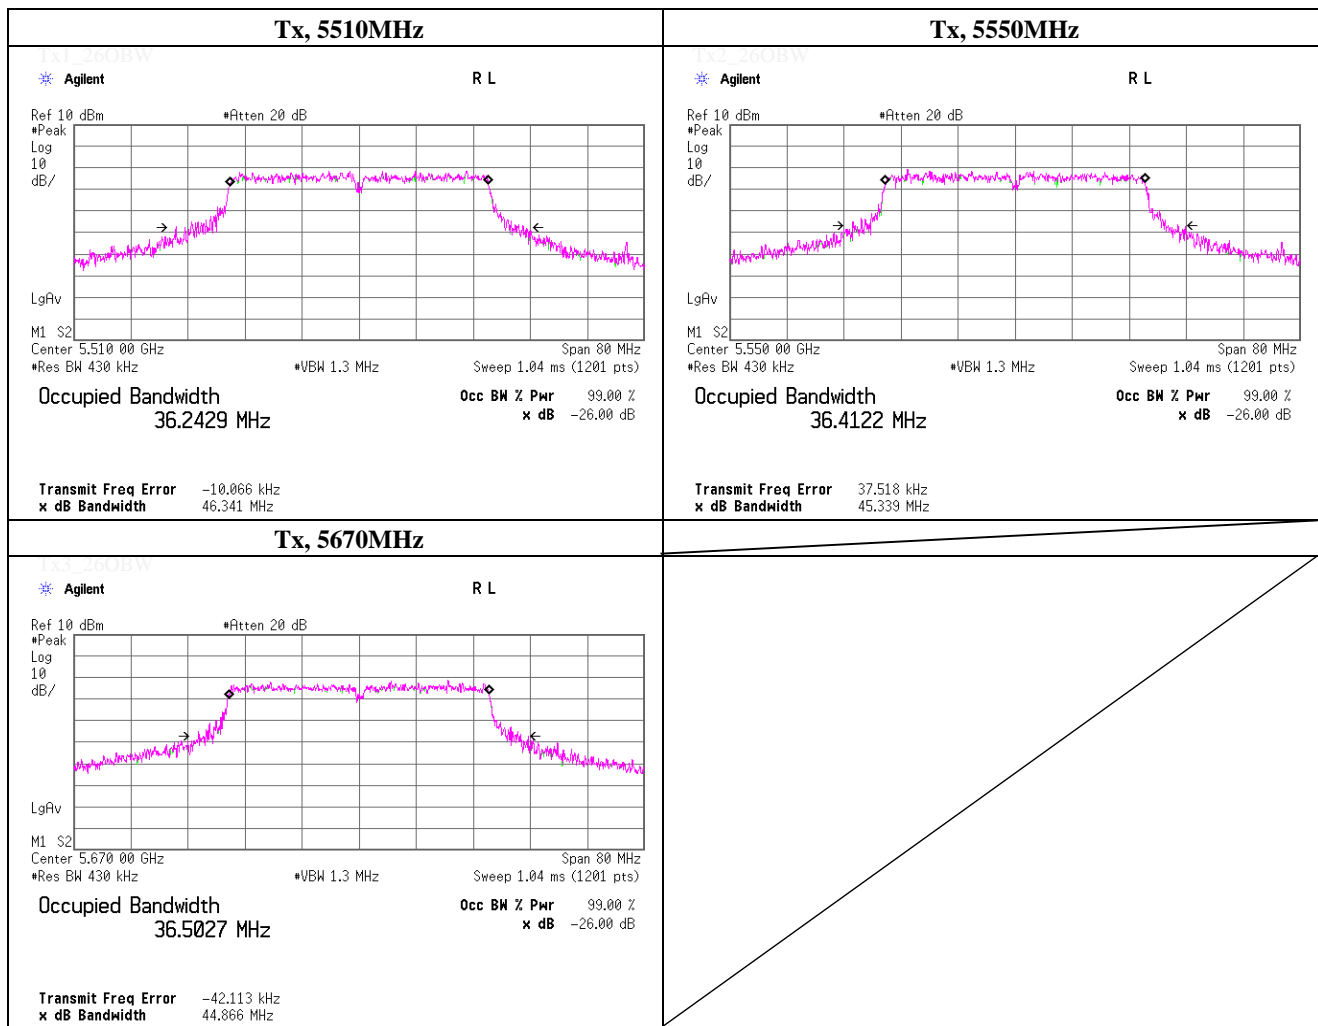 Tx, 5510MHz
Tx1_26OBW
Agilent R L
Ref 10 dBm #Atten 20 dB
#Peak
Log
10
dB/
LgAv
M1 S2
Center 5.510 00 GHz Span 80 MHz
#Res BW 430 kHz #VBW 1.3 MHz Sweep 1.04 ms (1201 pts)
Occupied Bandwidth Occ BW % Pwr 99.00 %
36.2429 MHz x dB -26.00 dB
Transmit Freq Error -10.066 kHz
x dB Bandwidth 46.341 MHz
Tx, 5550MHz
Tx2_26OBW
Agilent R L
Ref 10 dBm #Atten 20 dB
#Peak
Log
10
dB/
LgAv
M1 S2
Center 5.550 00 GHz Span 80 MHz
#Res BW 430 kHz #VBW 1.3 MHz Sweep 1.04 ms (1201 pts)
Occupied Bandwidth Occ BW % Pwr 99.00 %
36.4122 MHz x dB -26.00 dB
Transmit Freq Error 37.518 kHz
x dB Bandwidth 45.339 MHz
Tx, 5670MHz
Tx3_26OBW
Agilent R L
Ref 10 dBm #Atten 20 dB
#Peak
Log
10
dB/
LgAv
M1 S2
Center 5.670 00 GHz Span 80 MHz
#Res BW 430 kHz #VBW 1.3 MHz Sweep 1.04 ms (1201 pts)
Occupied Bandwidth Occ BW % Pwr 99.00 %
36.5027 MHz x dB -26.00 dB
Transmit Freq Error -42.113 kHz
x dB Bandwidth 44.866 MHz